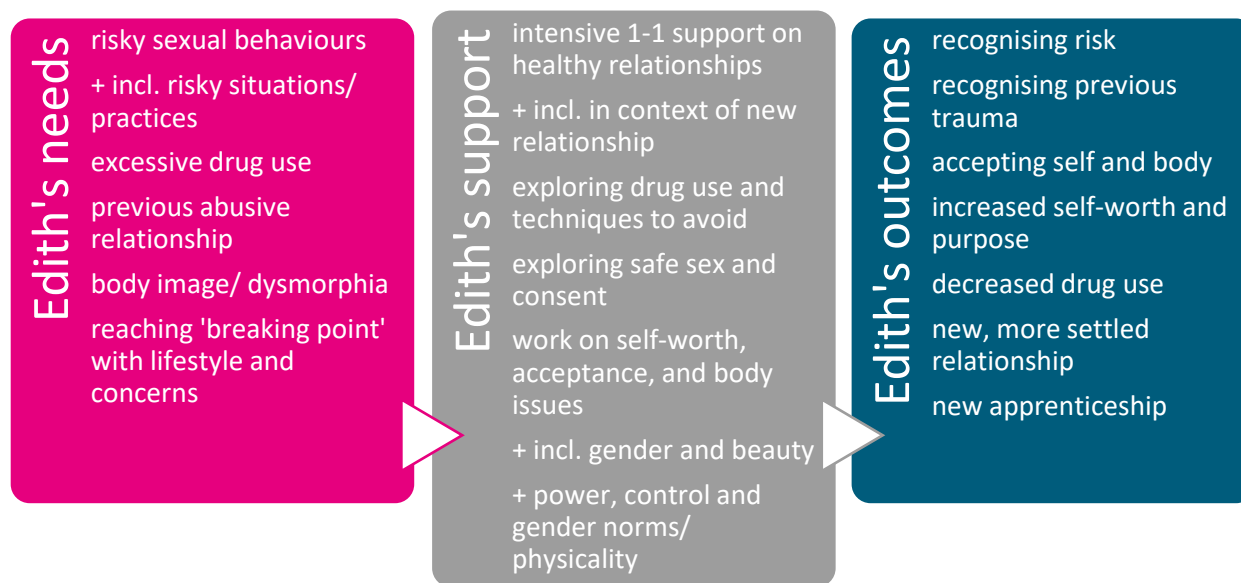 Edith's needs
risky sexual behaviours
+ incl. risky situations/
practices
excessive drug use
previous abusive
relationship
body image/ dysmorphia
reaching 'breaking point'
with lifestyle and
concerns
Edith's support
intensive 1-1 support on
healthy relationships
+ incl. in context of new
relationship
exploring drug use and
techniques to avoid
exploring safe sex and
consent
work on self-worth,
acceptance, and body
issues
+ incl. gender and beauty
+ power, control and
gender norms/
physicality
Edith's outcomes
recognising risk
recognising previous
trauma
accepting self and body
increased self-worth and
purpose
decreased drug use
new, more settled
relationship
new apprenticeship